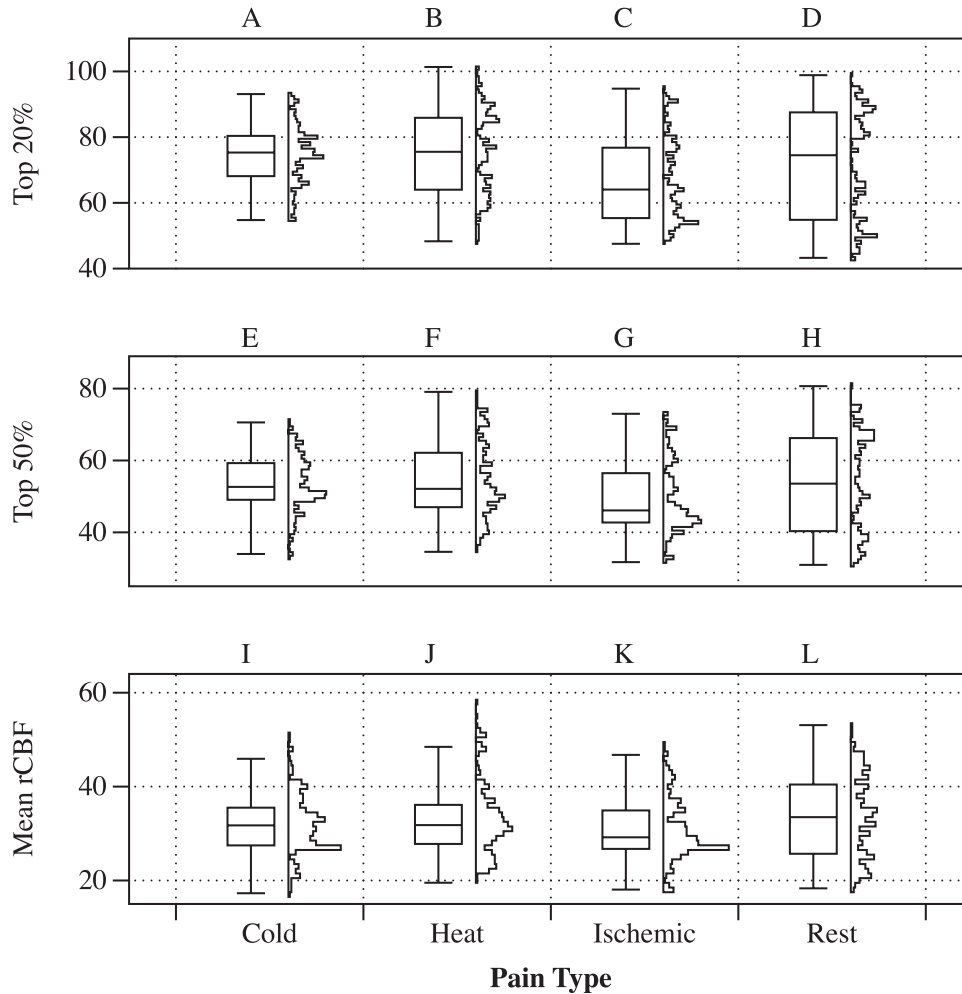 A B C D
Top 20%
100
80
60
40
E F G H
Top 50%
80
60
40
I J K L
Mean rCBF
60
40
20
Cold Heat Ischemic Rest
Pain Type